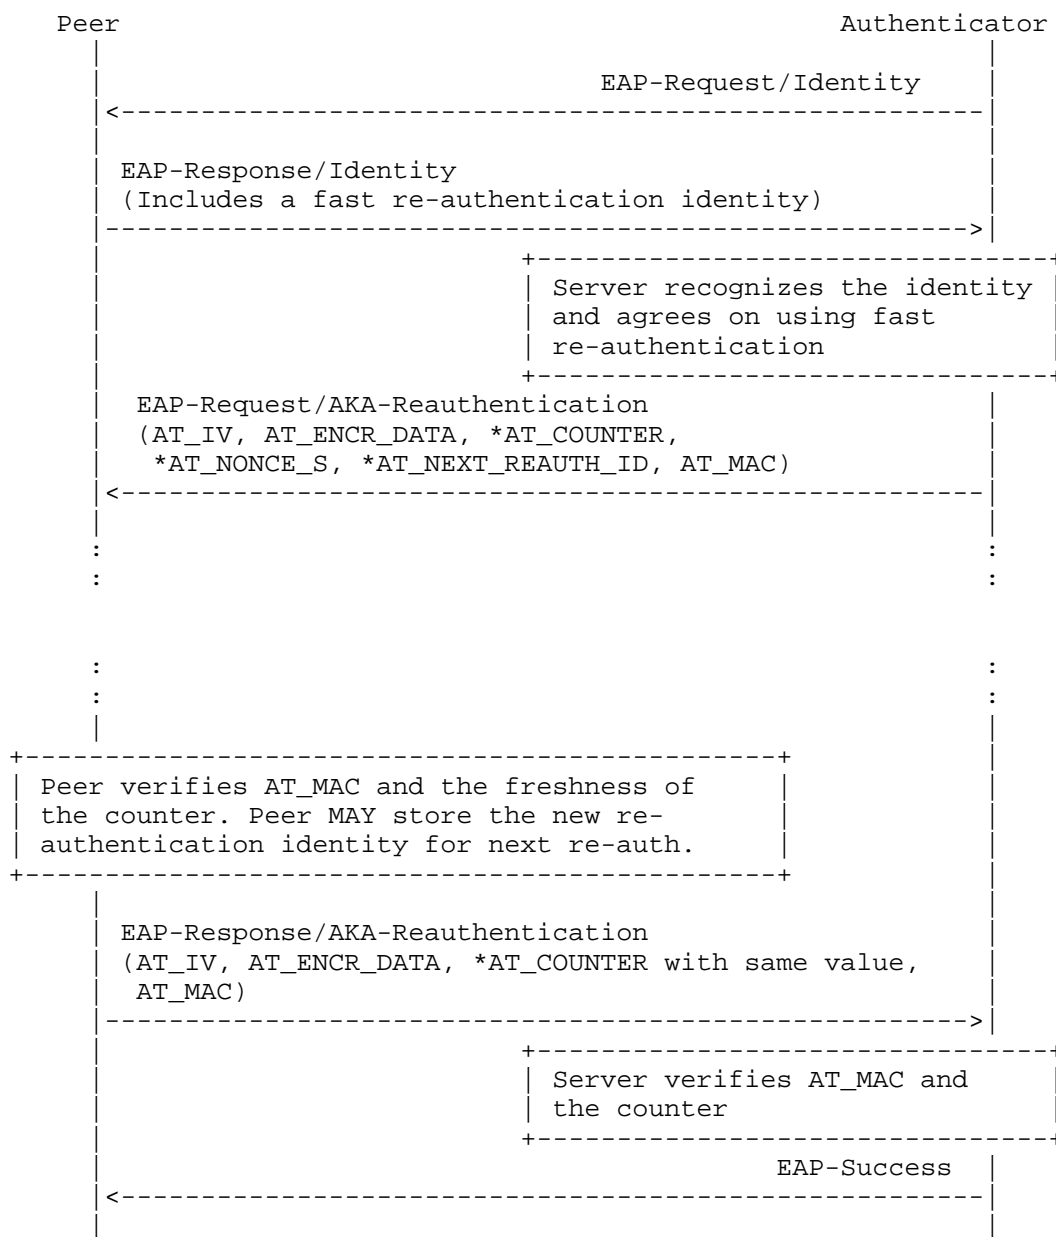 Peer Authenticator
EAP-Request/Identity
EAP-Response/Identity
(Includes a fast re-authentication identity)
Server recognizes the identity
and agrees on using fast
re-authentication
EAP-Request/AKA-Reauthentication
(AT_IV, AT_ENCR_DATA, *AT_COUNTER,
*AT_NONCE_S, *AT_NEXT_REAUTH_ID, AT_MAC)
Peer verifies AT_MAC and the freshness of
the counter. Peer MAY store the new re-
authentication identity for next re-auth.
EAP-Response/AKA-Reauthentication
(AT_IV, AT_ENCR_DATA, *AT_COUNTER with same value,
AT_MAC)
Server verifies AT_MAC and
the counter
EAP-Success